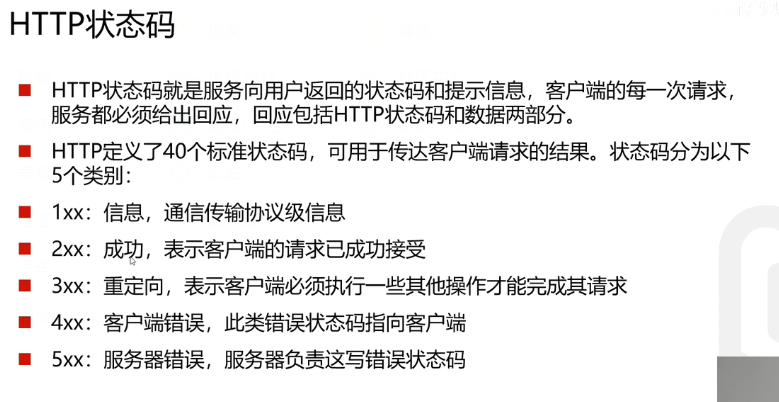 HTTP状态码
HTTP状态码就是服务向用户返回的状态码和提示信息，客户端的每一次请求，
服务都必须给出回应，回应包括HTTP状态码和数据两部分。
HTTP定义了40个标准状态码，可用于传达客户端请求的结果。状态码分为以下
5个类别：
1xx：信息，通信传输协议级信息
2xx：成功，表示客户端的请求已成功接受
3xx：重定向，表示客户端必须执行一些其他操作才能完成其请求
4xx：客户端错误，此类错误状态码指向客户端
5xx：服务器错误，服务器负责这写错误状态码